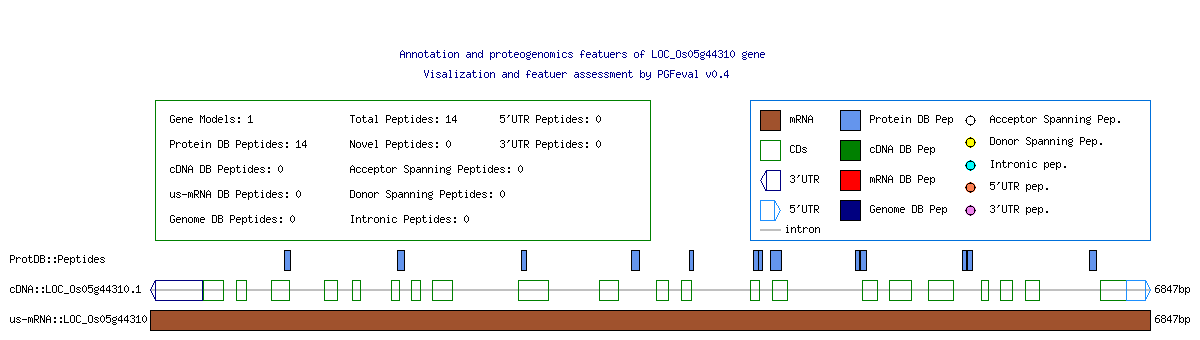 Annotation and proteogenomics featuers of LOC_Os05g44310 gene
Visalization and featuer assessment by PGFeval v0.4
Gene Models: 1 Total Peptides: 14 5'UTR Peptides: 0
Protein DB Peptides: 14 Novel Peptides: 0 3'UTR Peptides: 0
cDNA DB Peptides: 0 Acceptor Spanning Peptides: 0
us-mRNA DB Peptides: 0 Donor Spanning Peptides: 0
Genome DB Peptides: 0 Intronic Peptides: 0
mRNA Protein DB Pep Acceptor Spanning Pep.
CDs cDNA DB Pep Donor Spanning Pep.
3'UTR mRNA DB Pep Intronic pep.
5'UTR Genome DB Pep 5'UTR pep.
intron 3'UTR pep.
ProtDB::Peptides
cDNA::LOC_Os05g44310.1 6847bp
us-mRNA::LOC_Os05g44310 6847bp